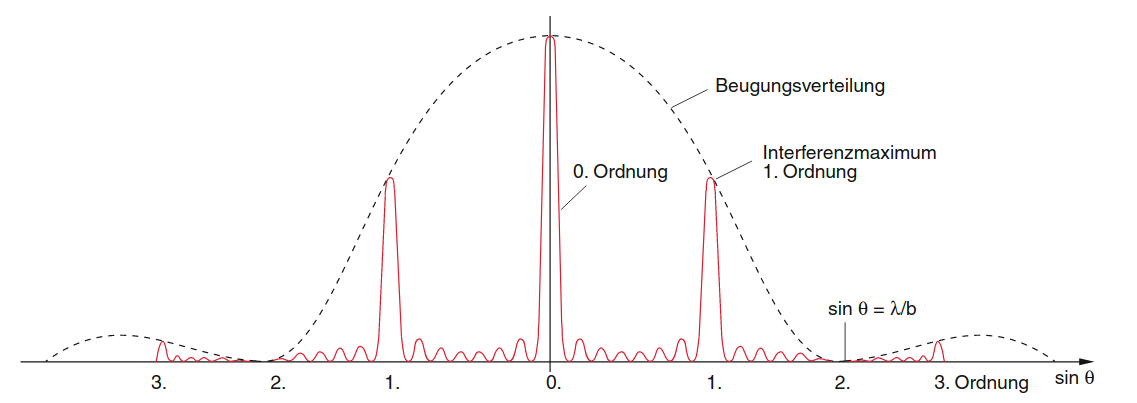 Beugungsverteilung
Interferenzmaximum
1. Ordnung
0. Ordnung
sin θ = λ/b
3. 2. 1. 0. 1. 2. 3. Ordnung sin θ